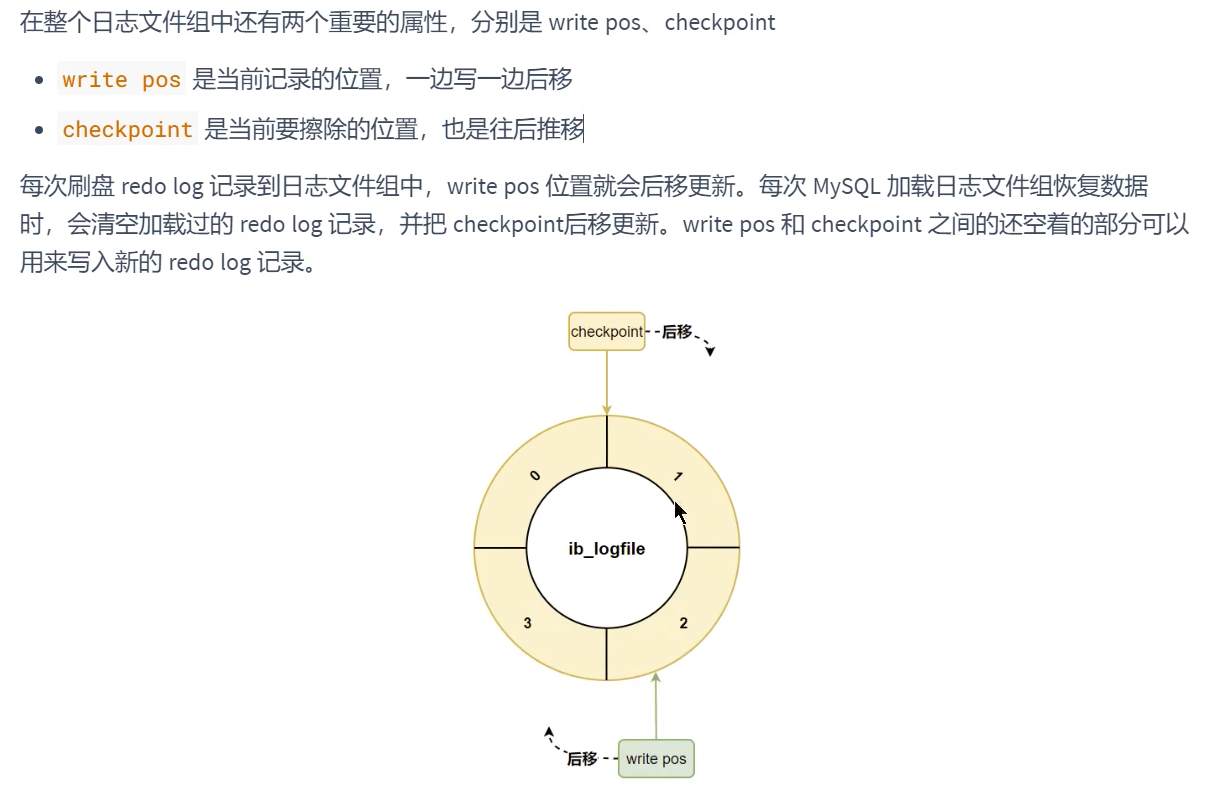 在整个日志文件组中还有两个重要的属性，分别是 write pos、checkpoint
• write pos 是当前记录的位置，一边写一边后移
• checkpoint 是当前要擦除的位置，也是往后推移
每次刷盘 redo log 记录到日志文件组中，write pos 位置就会后移更新。每次 MySQL 加载日志文件组恢复数据
时，会清空加载过的 redo log 记录，并把 checkpoint后移更新。write pos 和 checkpoint 之间的还空着的部分可以
用来写入新的 redo log 记录。
checkpoint 后移
0 1
ib_logfile
3 2
后移 write pos